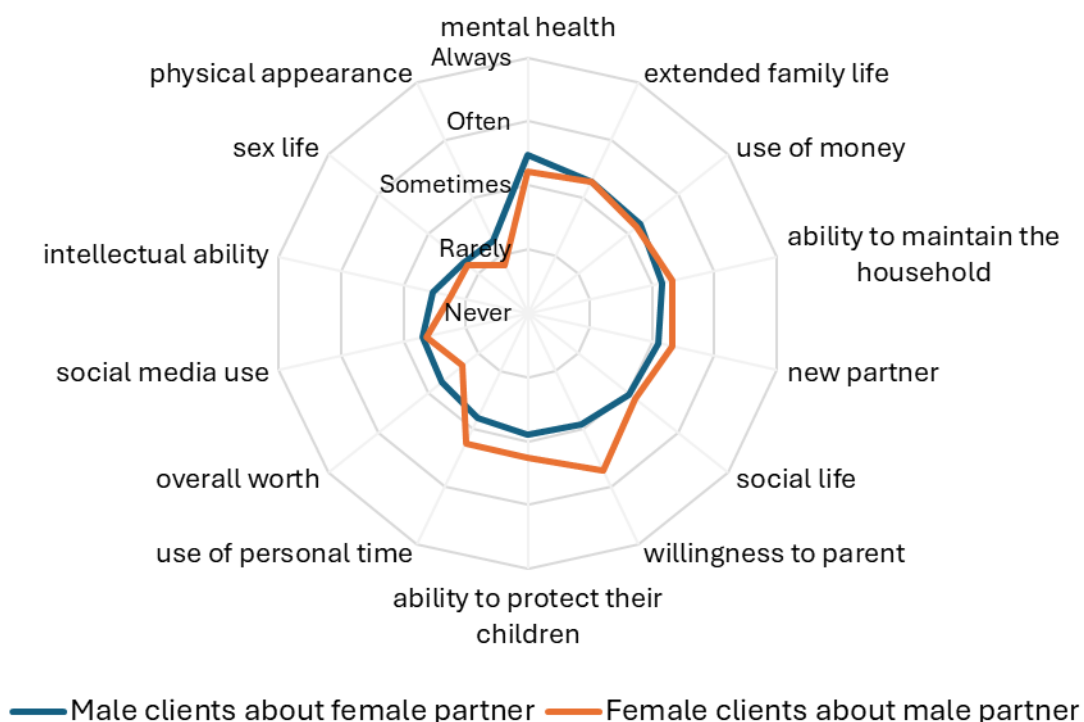 mental health
Always
physical appearance
extended family life
Often
sex life
use of money
Sometimes
intellectual ability
ability to maintain the
household
Rarely
Never
social media use
new partner
overall worth
social life
use of personal time
willingness to parent
ability to protect their
children
Male clients about female partner
Female clients about male partner